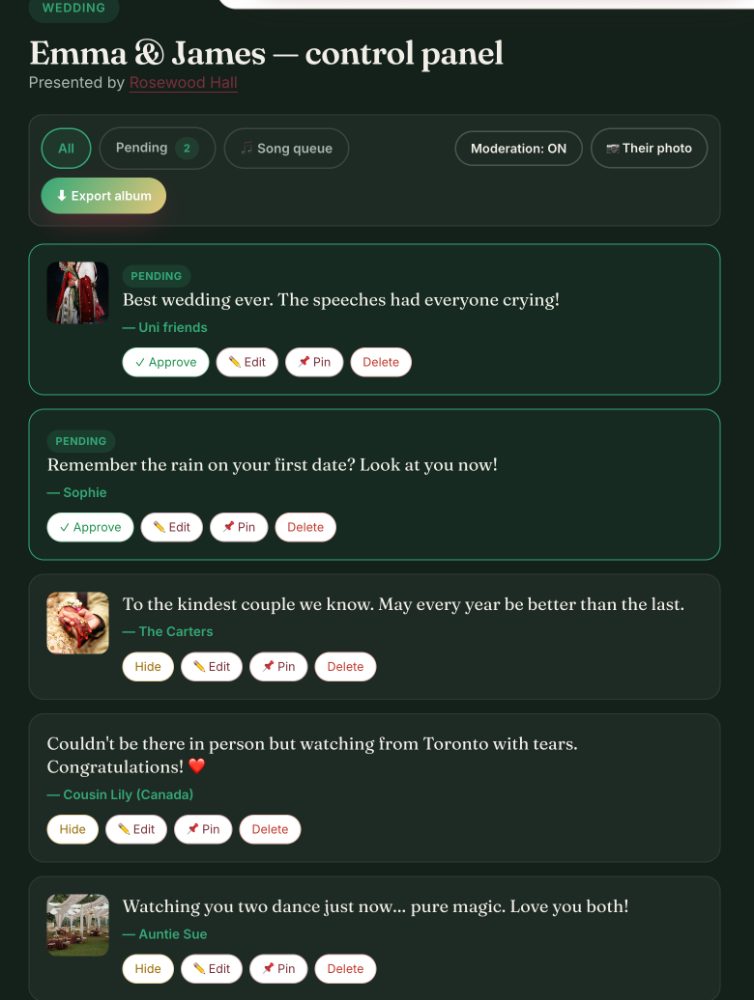 WEDDING
Emma & James — control panel
Presented by Rosewood Hall
All
Pending 2
🎵 Song queue
Moderation: ON
📷 Their photo
⬇ Export album
PENDING
Best wedding ever. The speeches had everyone crying!
— Uni friends
✓ Approve
✏️ Edit
📌 Pin
Delete
PENDING
Remember the rain on your first date? Look at you now!
— Sophie
✓ Approve
✏️ Edit
📌 Pin
Delete
To the kindest couple we know. May every year be better than the last.
— The Carters
Hide
✏️ Edit
📌 Pin
Delete
Couldn't be there in person but watching from Toronto with tears.
Congratulations! ❤️
— Cousin Lily (Canada)
Hide
✏️ Edit
📌 Pin
Delete
Watching you two dance just now... pure magic. Love you both!
— Auntie Sue
Hide
✏️ Edit
📌 Pin
Delete